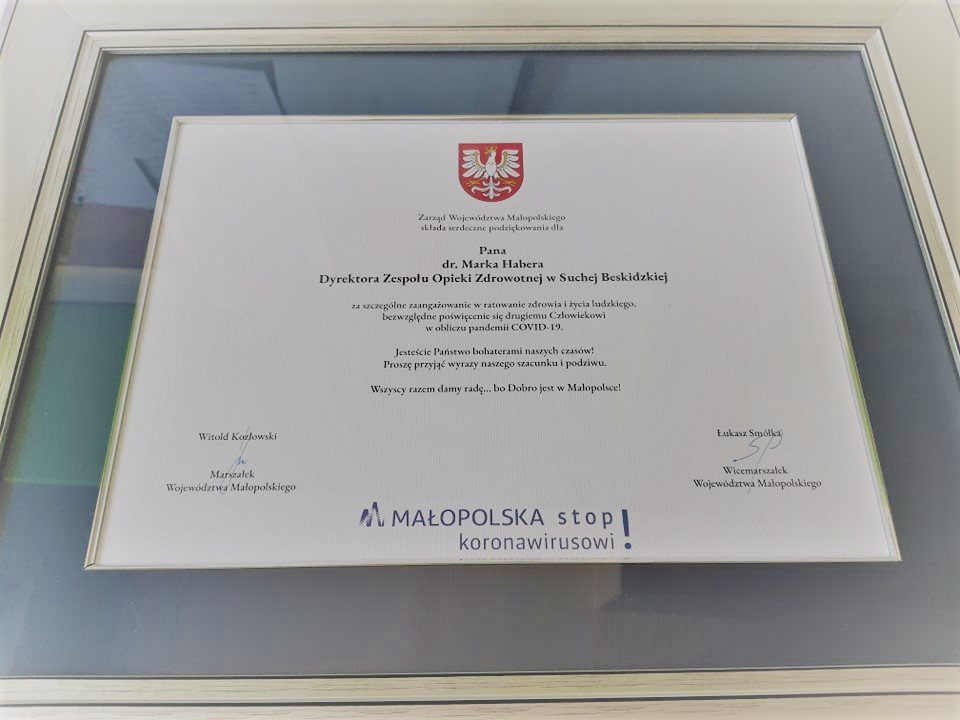 Zarząd Województwa Małopolskiego
składa serdeczne podziękowania dla
Pana
dr. Marka Habera
Dyrektora Zespołu Opieki Zdrowotnej w Suchej Beskidzkiej
za szczególne zaangażowanie w ratowanie zdrowia i życia ludzkiego,
bezwzględne poświęcenie się drugiemu Człowiekowi
w obliczu pandemii COVID-19.
Jesteście Państwo bohaterami naszych czasów!
Proszę przyjąć wyrazy naszego szacunku i podziwu.
Wszyscy razem damy radę... bo Dobro jest w Małopolsce!
Witold Kozłowski
Marszałek
Województwa Małopolskiego
Łukasz Smółka
Wicemarszałek
Województwa Małopolskiego
MAŁOPOLSKA stop
koronawirusowi !